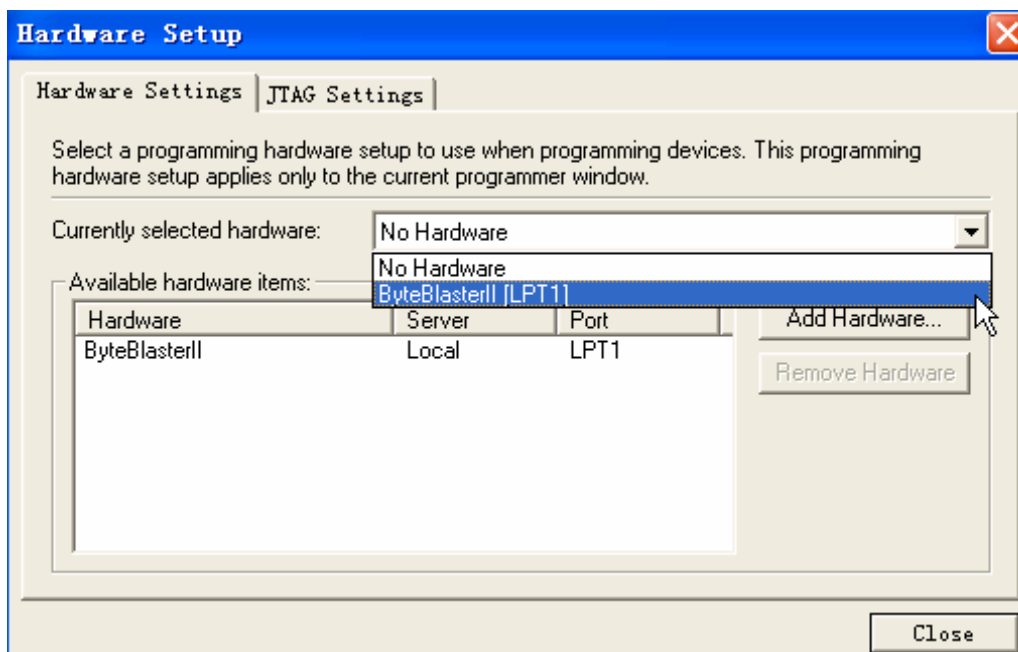 Hardware Setup
Hardware Settings JTAG Settings
Select a programming hardware setup to use when programming devices. This programming
hardware setup applies only to the current programmer window.
Currently selected hardware: No Hardware
No Hardware
ByteBlasterII [LPT1]
Available hardware items:
Hardware Server Port
Add Hardware...
ByteBlasterII Local LPT1
Remove Hardware
Close